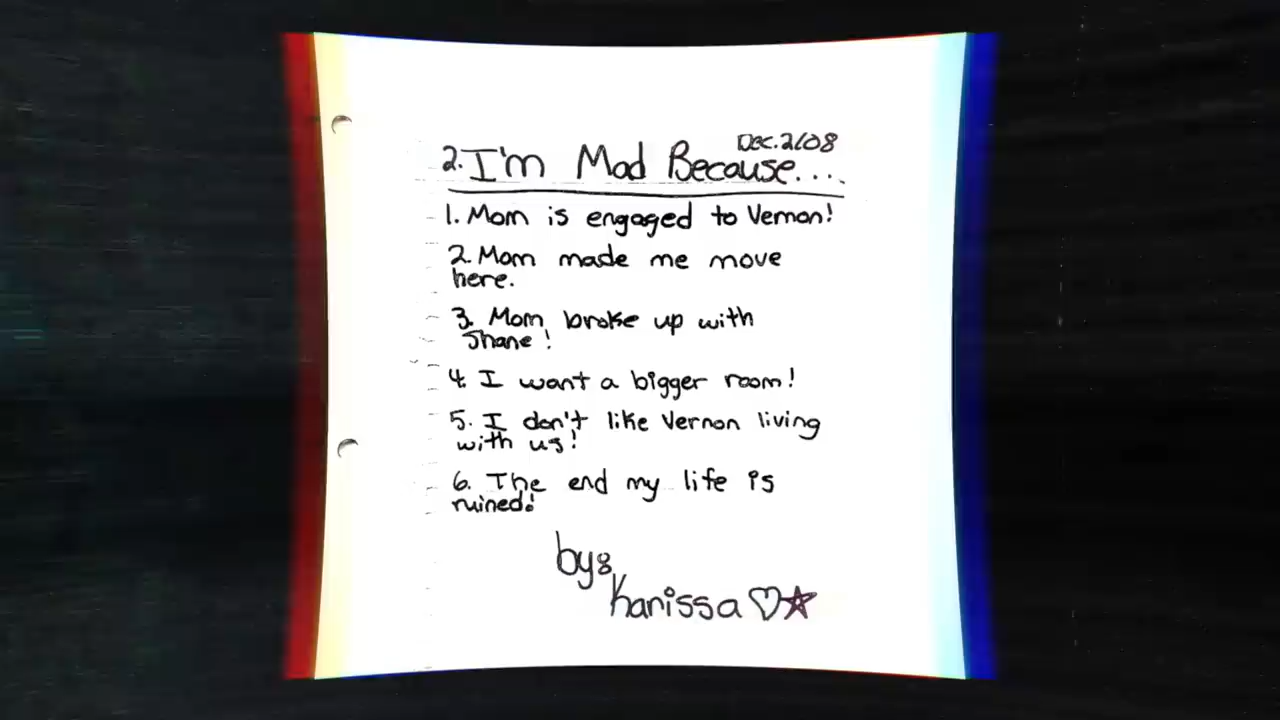 Dec. 2/08
2. I'm Mad Because....
1. Mom is engaged to Vernon!
2. Mom made me move
here.
3. Mom broke up with
Shane!
4. I want a bigger room!
5. I don't like Vernon living
with us!
6. The end my life is
ruined!
by:
Karissa